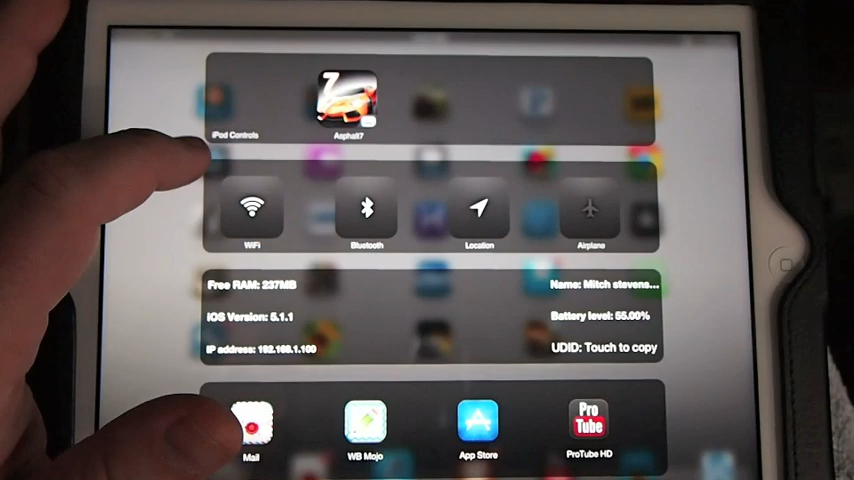 7
iPod Controls
Asphalt7
WiFi
Bluetooth
Location
Airplane
Free RAM: 237MB
Name: Mitch stevens...
iOS Version: 5.1.1
Battery level: 55.00%
IP address: 192.168.1.100
UDID: Touch to copy
Pro
Tube
Mail
WB Mojo
App Store
ProTube HD